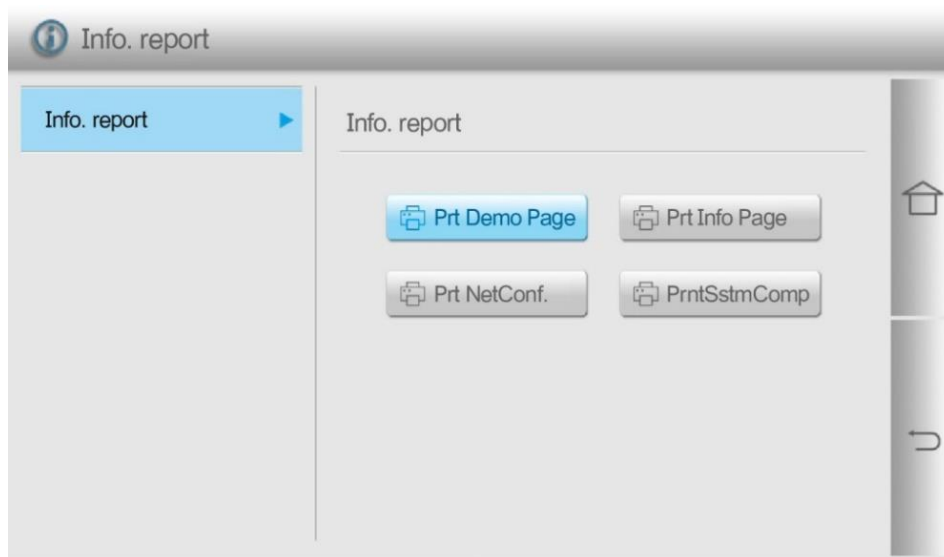 Info. report
Info. report
Info. report
Prt Demo Page
Prt Info Page
Prt NetConf.
PrntSstmComp